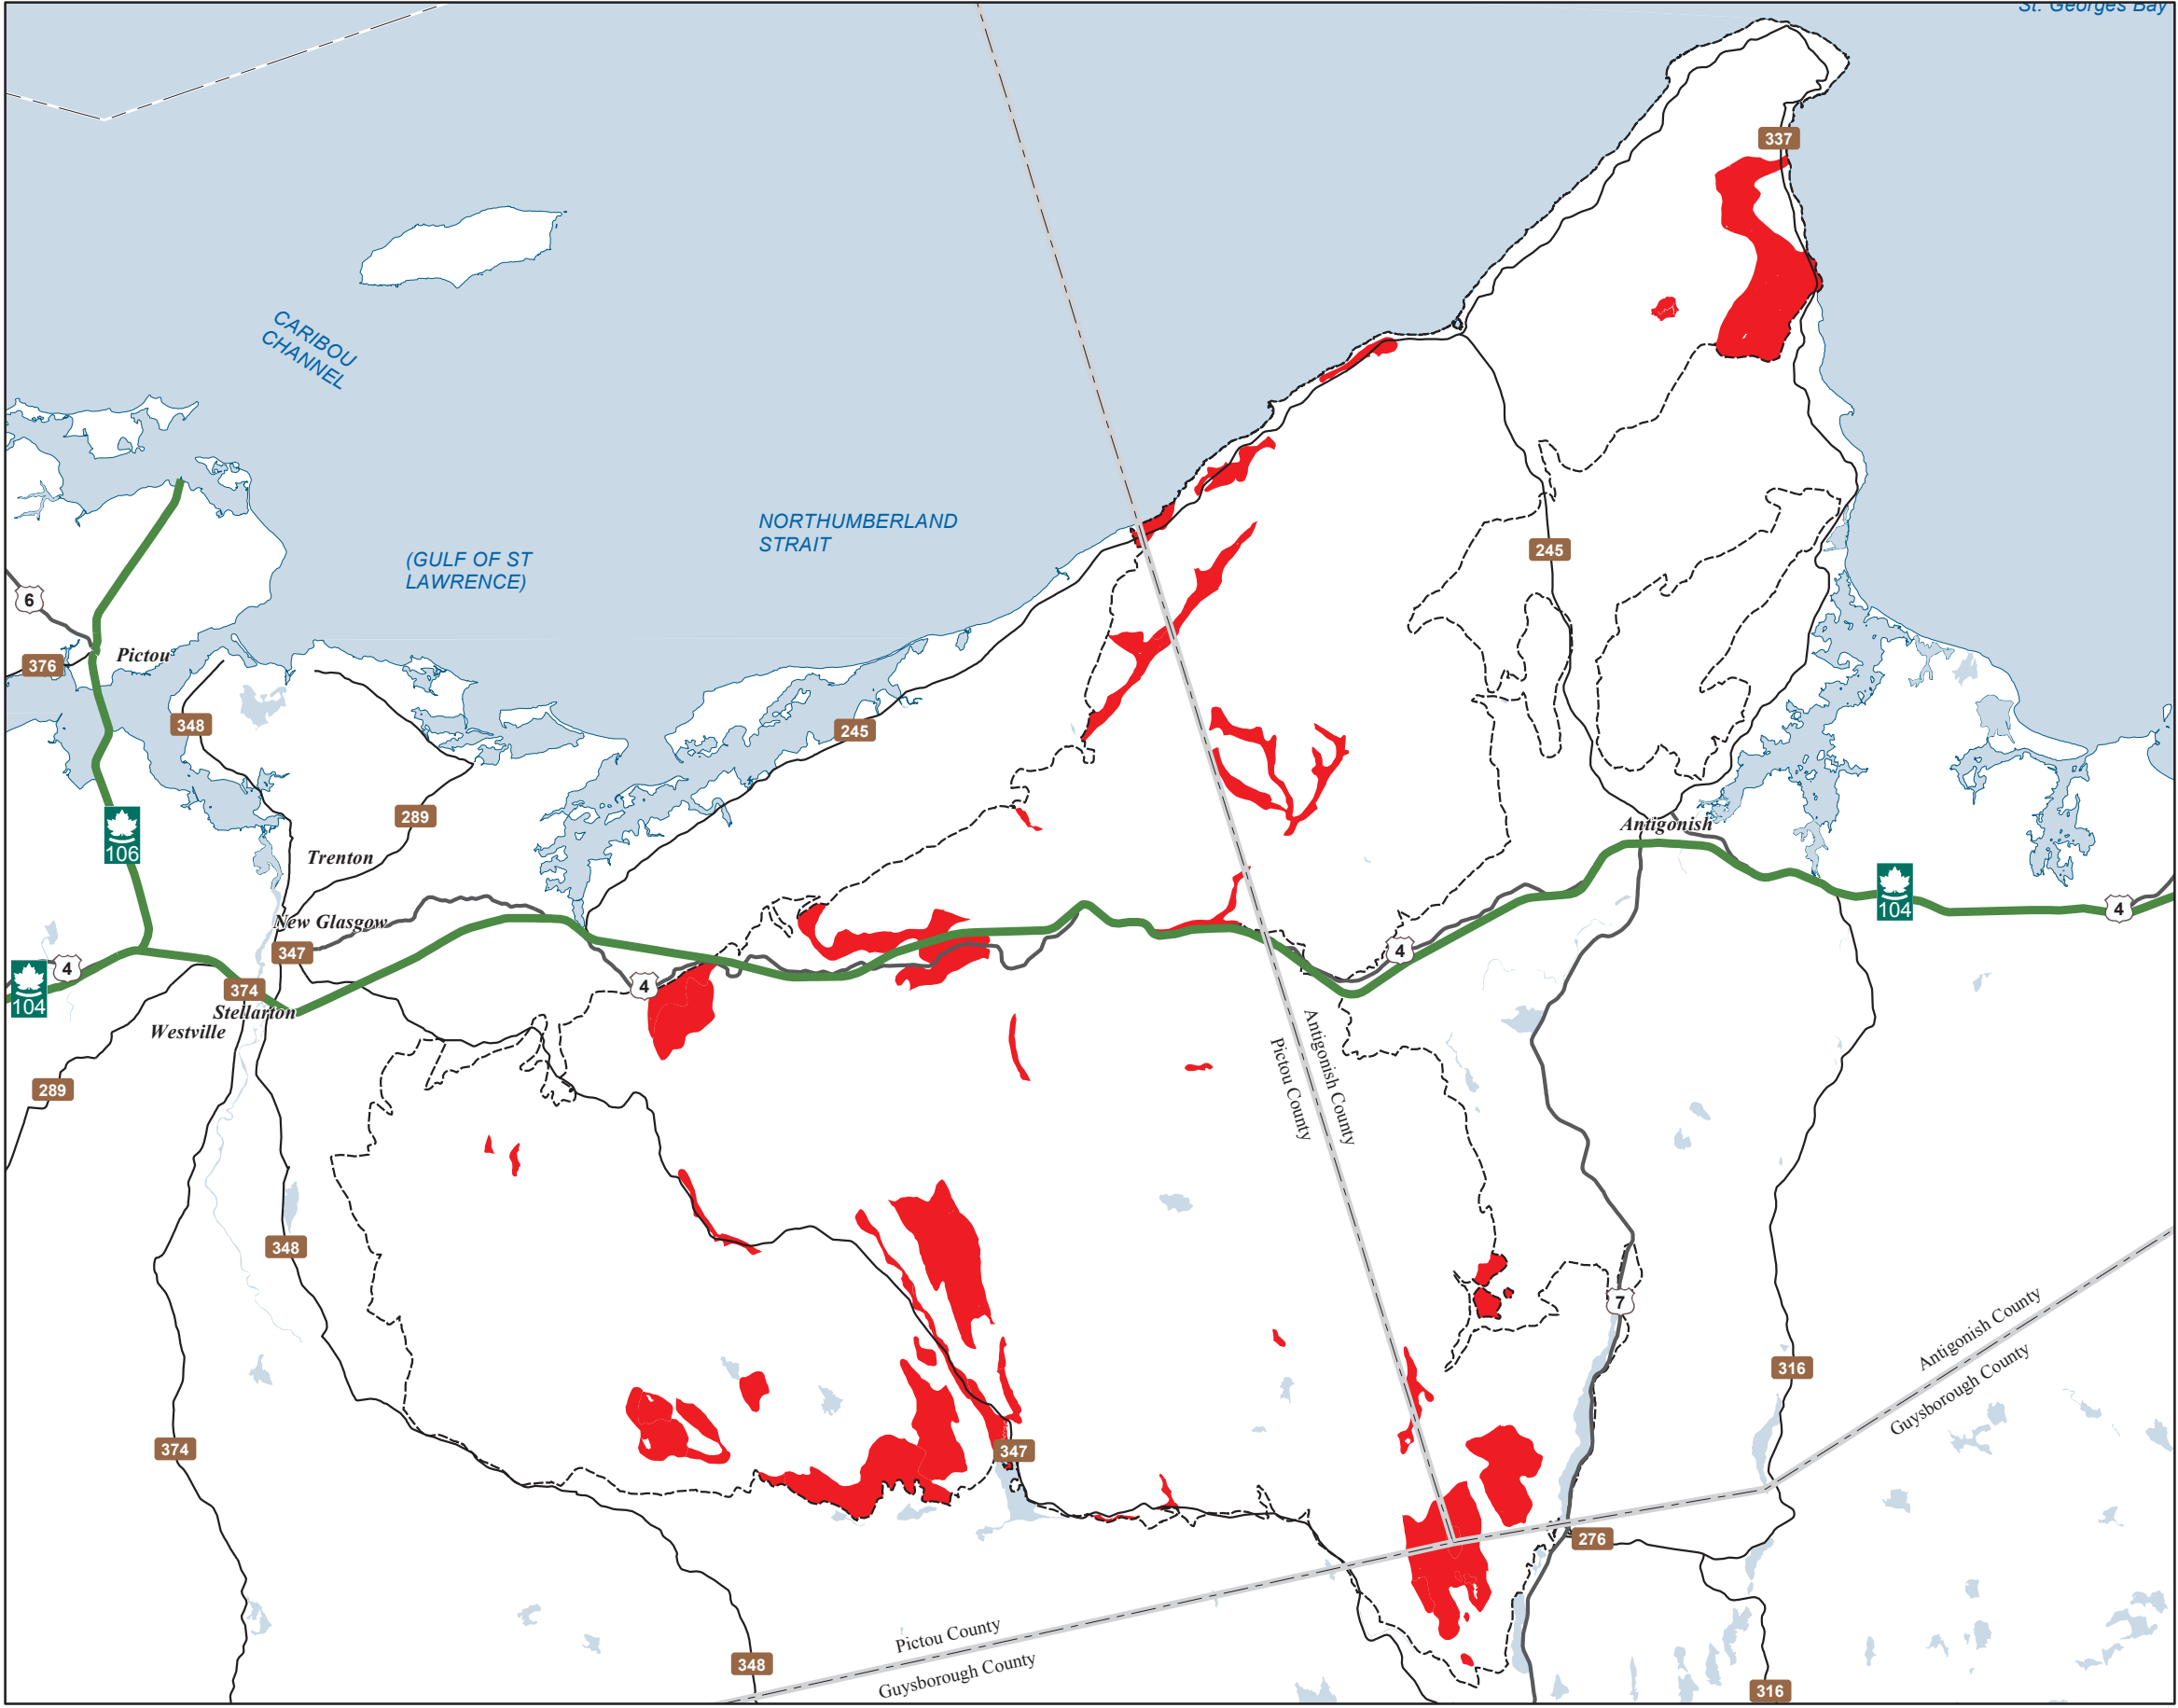 St. Georges Bay
337
CARIBOU
CHANNEL
NORTHUMBERLAND
STRAIT
(GULF OF ST
LAWRENCE)
245
6
376
Pictou
348
245
289
106
Trenton
Antigonish
104
4
New Glasgow
347
4
4
104
374
4
Stellarton
Westville
289
Antigonish County
Pictou County
348
7
Antigonish County
Guysborough County
316
374
347
276
Pictou County
Guysborough County
348
316